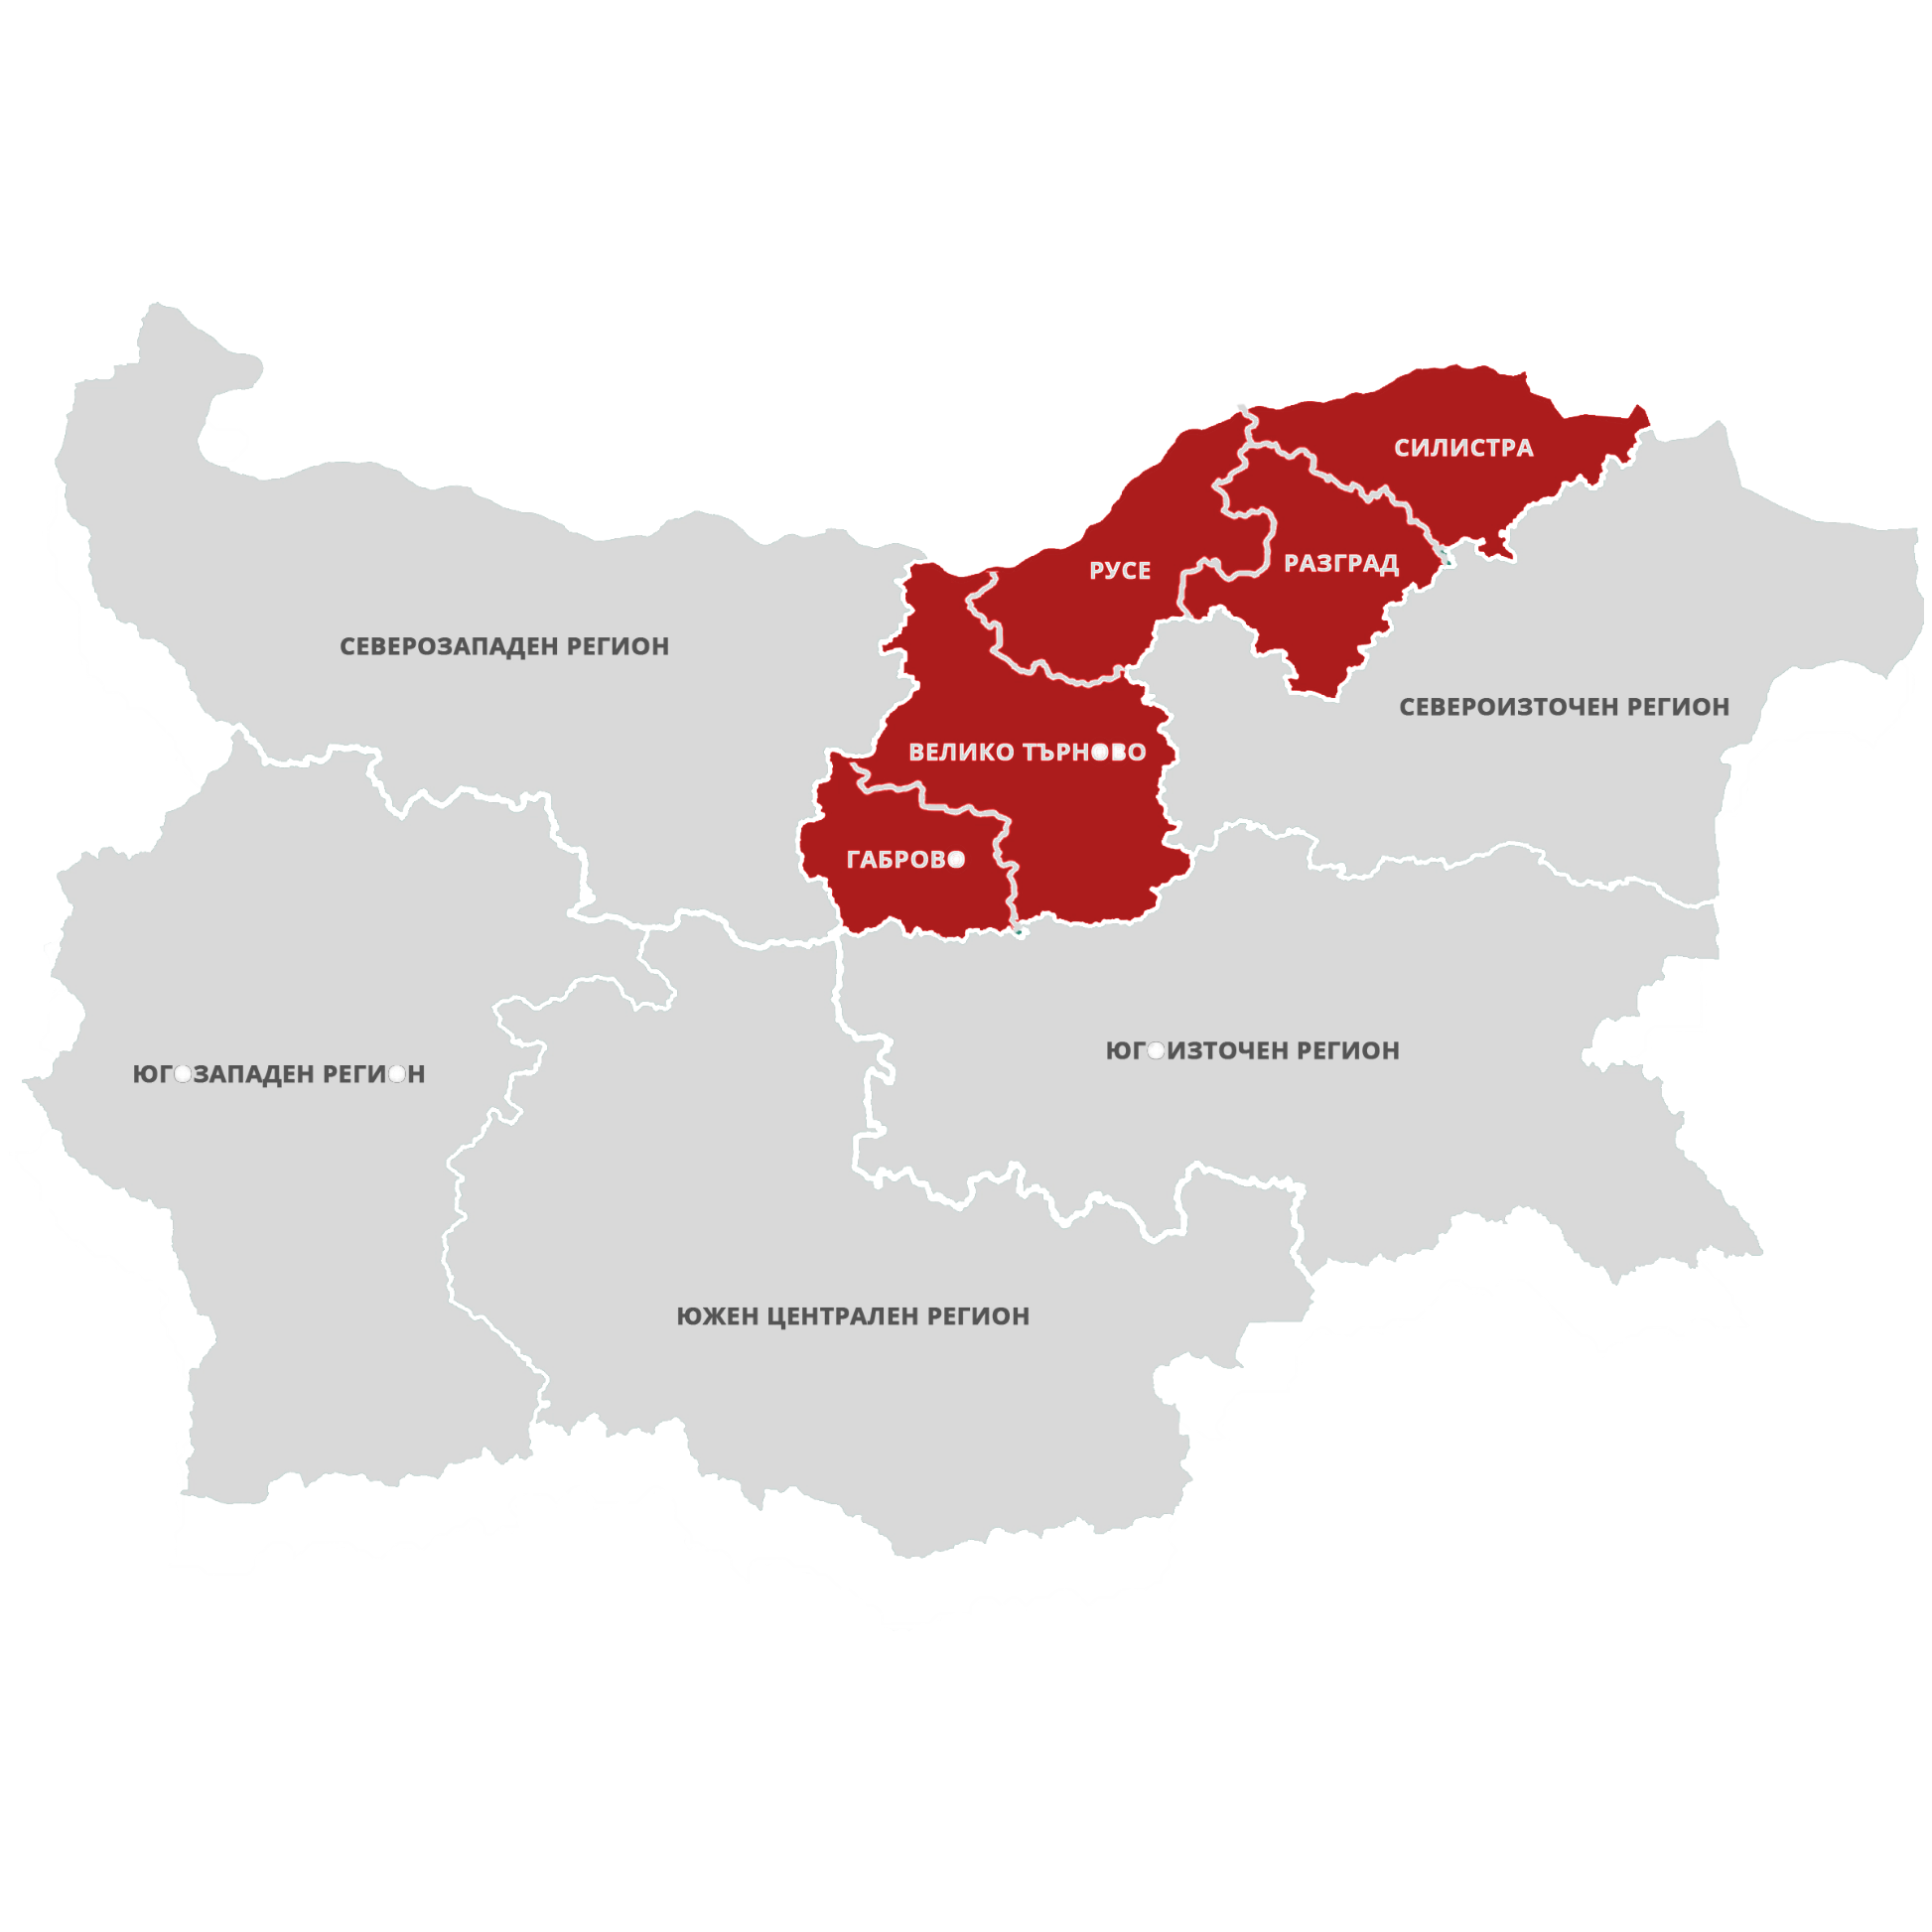 СИЛИСТРА
РАЗГРАД
РУСЕ
СЕВЕРОЗАПАДЕН РЕГИОН
СЕВЕРОИЗТОЧЕН РЕГИОН
ВЕЛИКО ТЪРНОВО
ГАБРОВО
ЮГОИЗТОЧЕН РЕГИОН
ЮГОЗАПАДЕН РЕГИОН
ЮЖЕН ЦЕНТРАЛЕН РЕГИОН